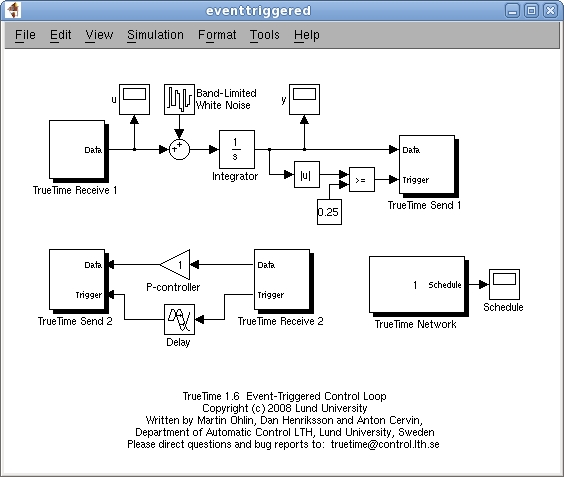 eventtriggered
File Edit View Simulation Format Tools Help
u
Band-Limited
White Noise
y
Data
TrueTime Receive 1
+
+
1
s
Integrator
|u|
>=
0.25
Data
Trigger
TrueTime Send 1
Data
Trigger
TrueTime Send 2
1
P-controller
Delay
Data
Trigger
TrueTime Receive 2
1
Schedule
TrueTime Network
Schedule
TrueTime 1.6 Event-Triggered Control Loop
Copyright (c) 2008 Lund University
Written by Martin Ohlin, Dan Henriksson and Anton Cervin,
Department of Automatic Control LTH, Lund University, Sweden
Please direct questions and bug reports to: truetime@control.lth.se